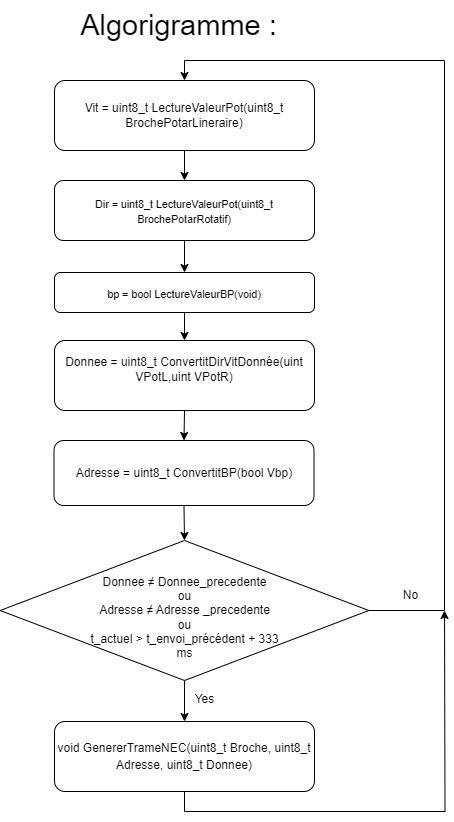 Algorigramme :
Vit = uint8_t LectureValeurPot(uint8_t
BrochePotarLineraire)
Dir = uint8_t LectureValeurPot(uint8_t
BrochePotarRotatif)
bp = bool LectureValeurBP(void)
Donnee = uint8_t ConvertitDirVitDonnée(uint
VPotL,uint VPotR)
Adresse = uint8_t ConvertitBP(bool Vbp)
Donnee ≠ Donnee_precedente
ou
Adresse ≠ Adresse _precedente
ou
t_actuel > t_envoi_précédent + 333
ms
No
Yes
void GenererTrameNEC(uint8_t Broche, uint8_t
Adresse, uint8_t Donnee)